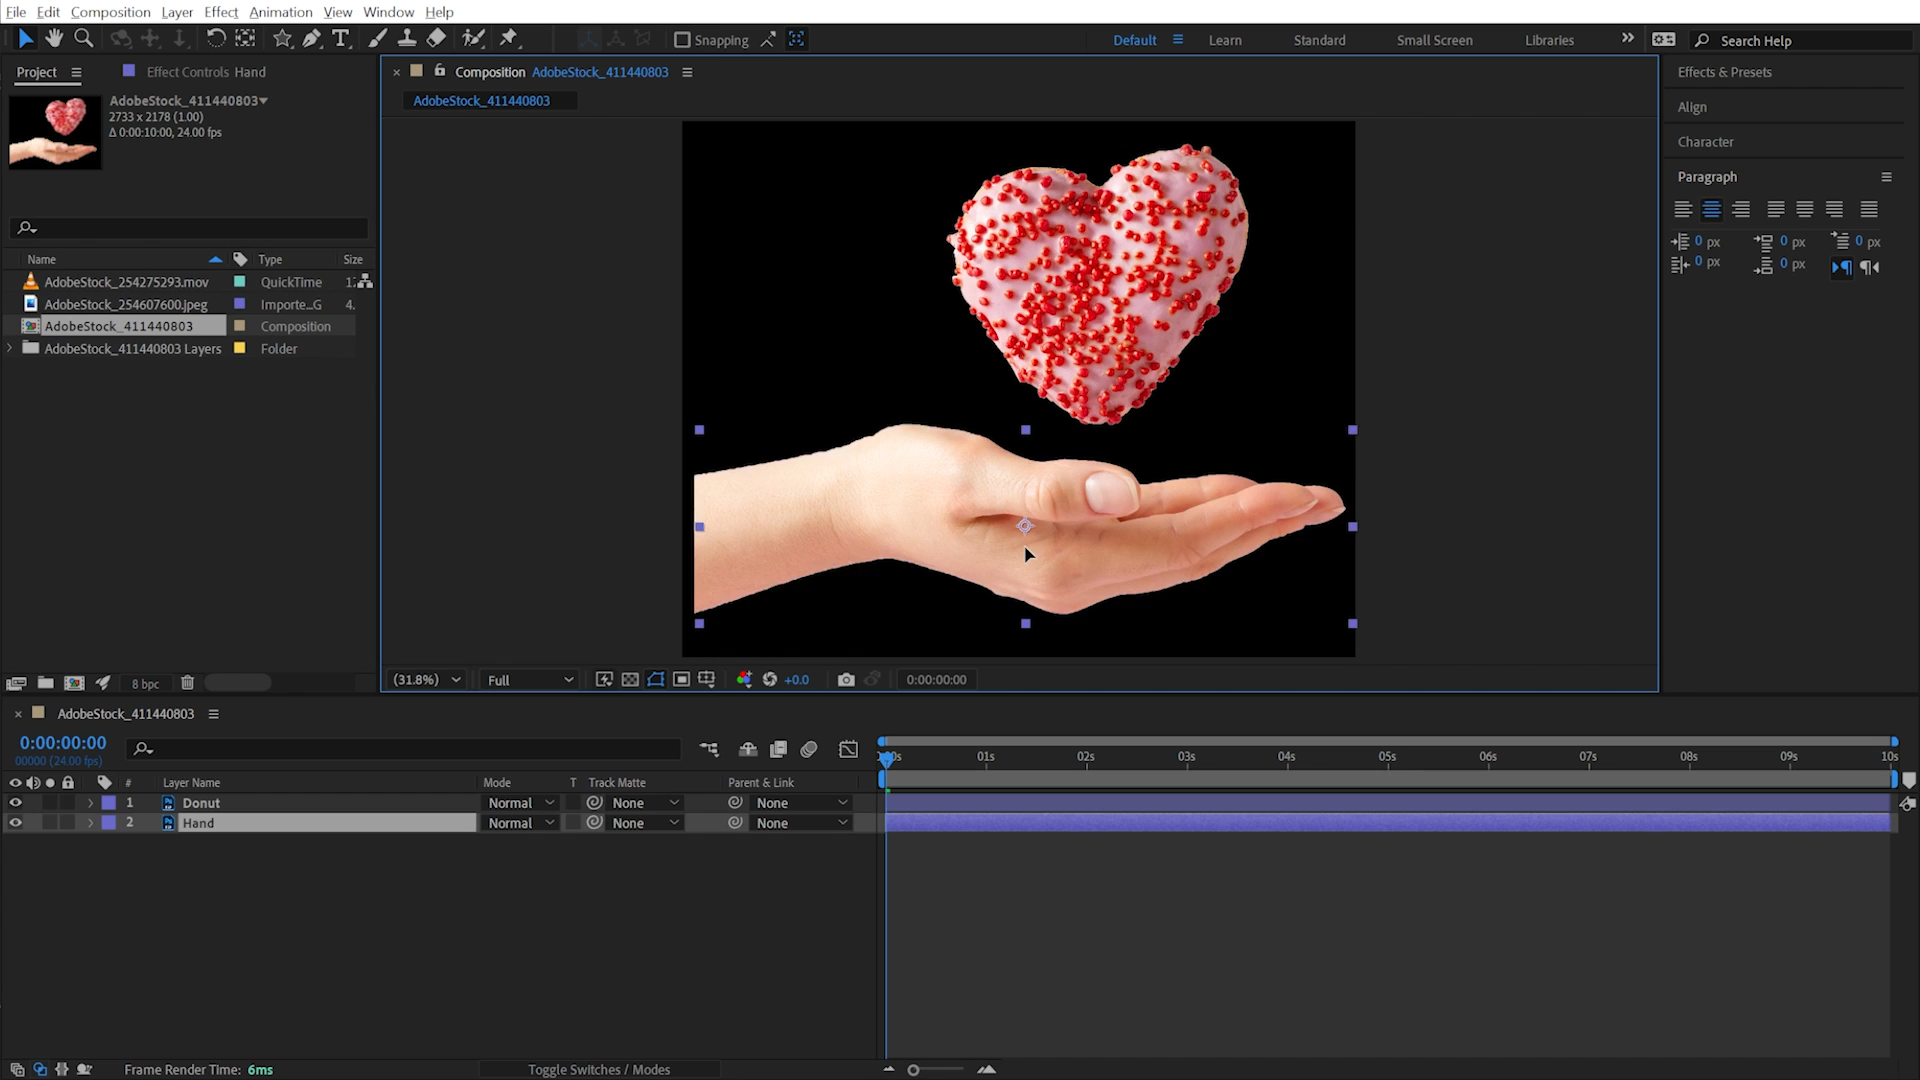 File Edit Composition Layer Effect Animation View Window Help
Snapping
Default Learn Standard Small Screen Libraries Search Help
Project Effect Controls Hand
AdobeStock_411440803
2733 x 2178 (1.00)
Δ 0:00:10:00, 24.00 fps
Name Type Size
AdobeStock_254275293.mov QuickTime 1:
AdobeStock_254607600.jpeg Importe...G 4.
AdobeStock_411440803 Composition
AdobeStock_411440803 Layers Folder
8 bpc
Composition AdobeStock_411440803
AdobeStock_411440803
(31.8%) Full +0.0 0:00:00:00
Effects & Presets
Align
Character
Paragraph
0 px 0 px 0 px
0 px 0 px
AdobeStock_411440803
0:00:00:00
00000 (24.00 fps)
# Layer Name Mode T Track Matte Parent & Link
1 Donut Normal None None
2 Hand Normal None None
00s 01s 02s 03s 04s 05s 06s 07s 08s 09s 10s
Frame Render Time: 6ms Toggle Switches / Modes